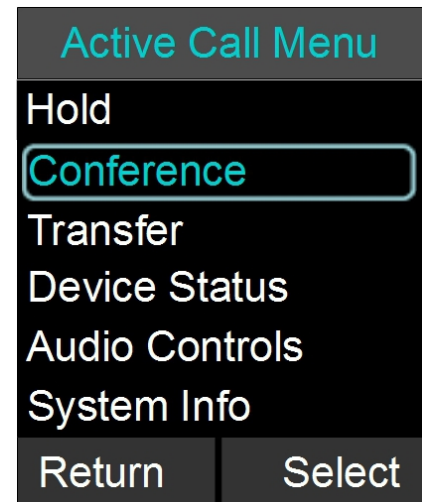 Active Call Menu
Hold
Conference
Transfer
Device Status
Audio Controls
System Info
Return Select